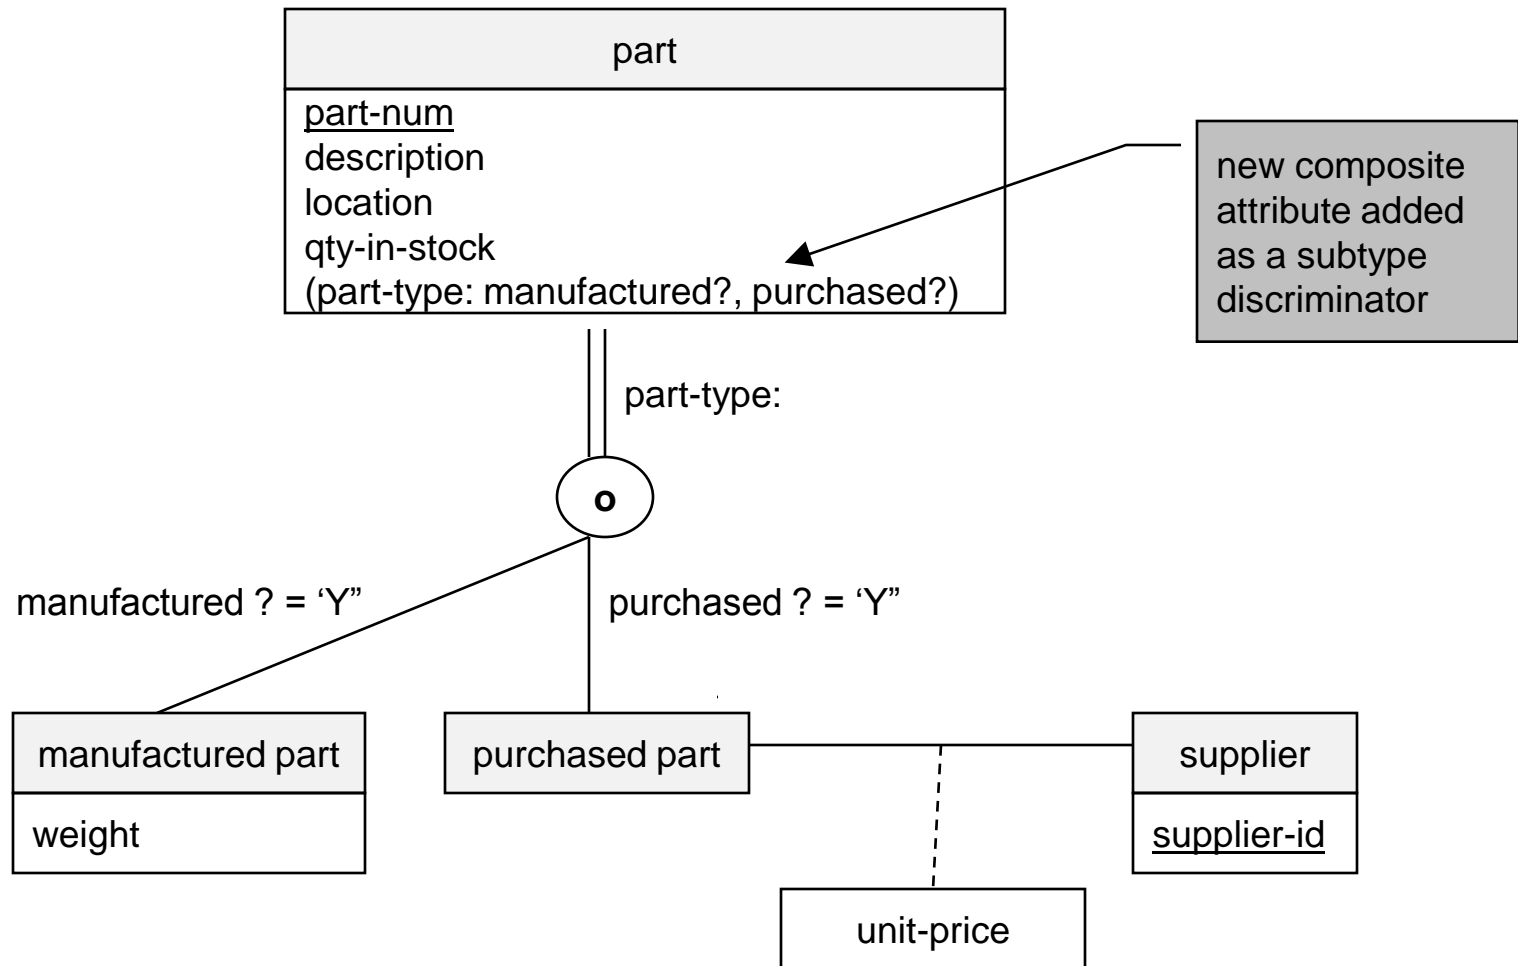 part
part-num
description
location
qty-in-stock
(part-type: manufactured?, purchased?)
new composite
attribute added
as a subtype
discriminator
part-type:
o
manufactured ? = ‘Y”
purchased ? = ‘Y”
manufactured part
weight
purchased part
supplier
supplier-id
unit-price